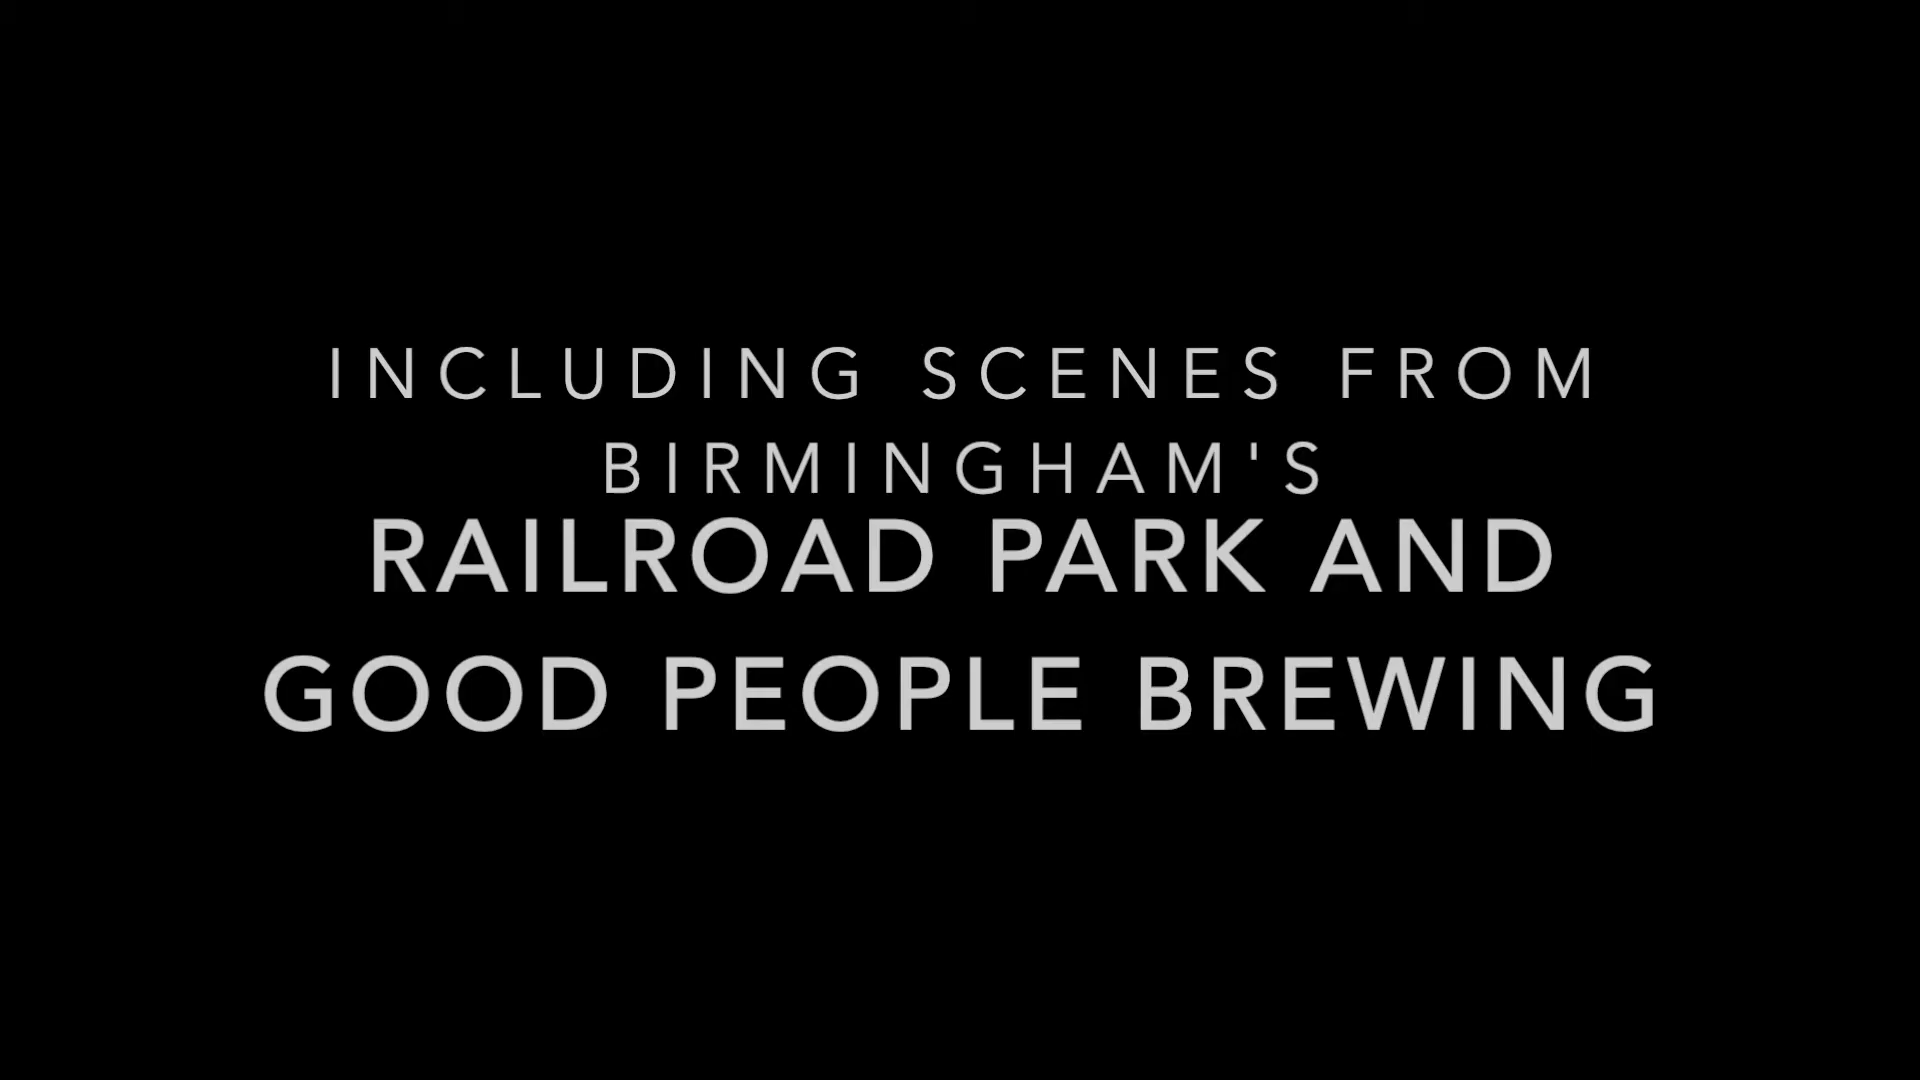 INCLUDING SCENES FROM
BIRMINGHAM'S
RAILROAD PARK AND
GOOD PEOPLE BREWING